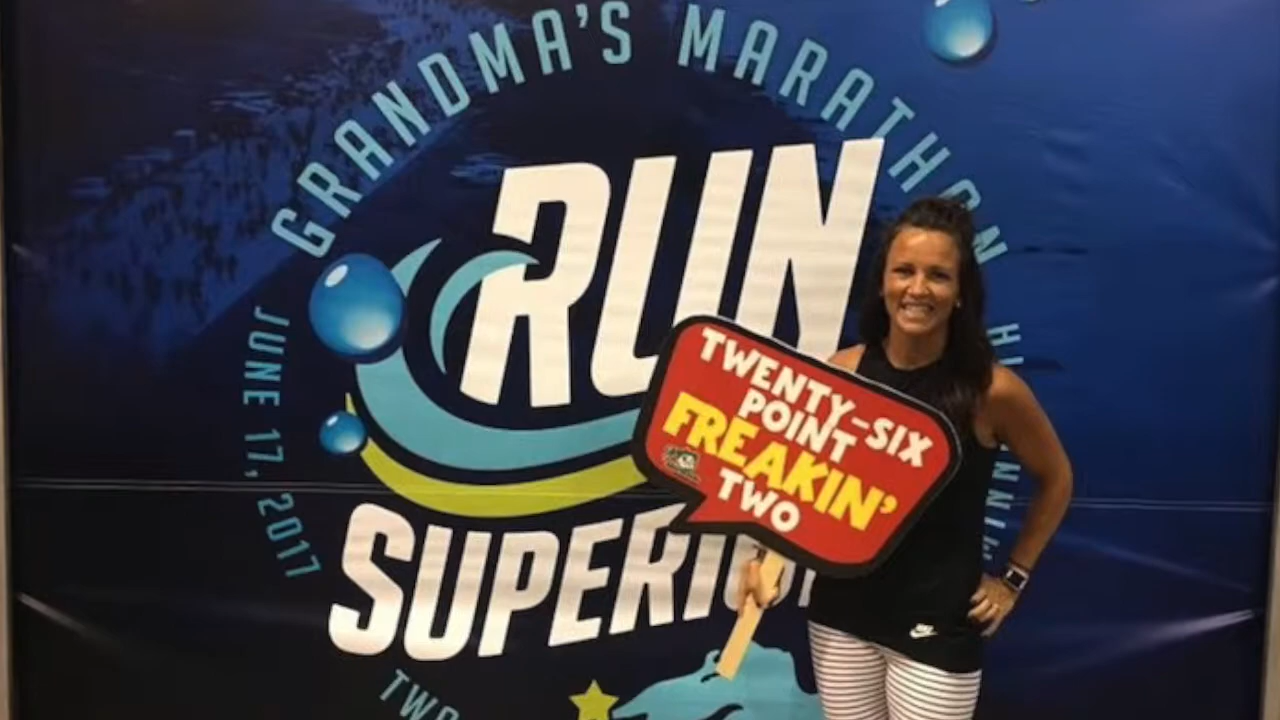 GRANDMA'S MARATHON
RUN
SUPERIOR
JUNE 17, 2017
TWENTY-SIX
POINT
FREAKIN'
TWO